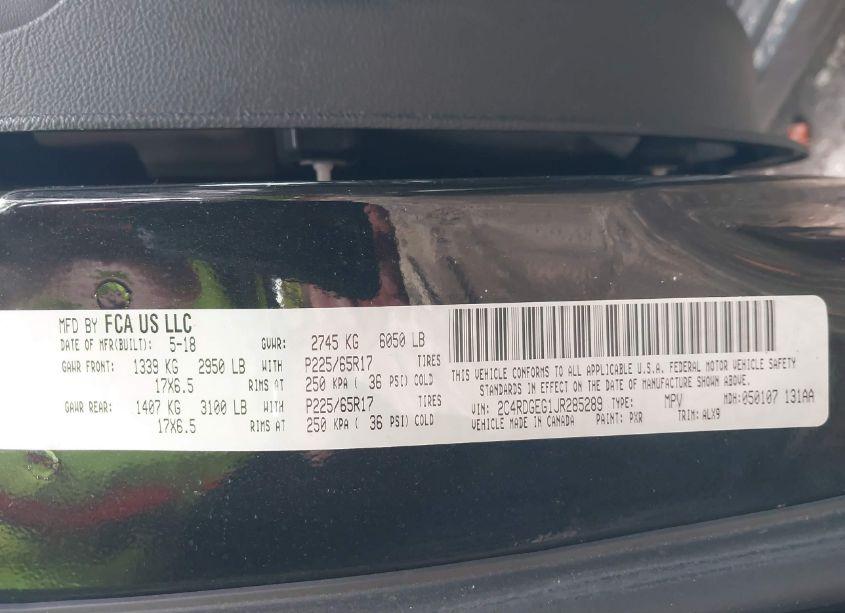 MFD BY FCA US LLC
DATE OF MFR(BUILT): 5-18 GVWR: 2745 KG 6050 LB
GAWR FRONT: 1339 KG 2950 LB WITH P225/65R17 TIRES
17X6.5 RIMS AT 250 KPA ( 36 PSI) COLD
GAWR REAR: 1407 KG 3100 LB WITH P225/65R17 TIRES
17X6.5 RIMS AT 250 KPA ( 36 PSI) COLD
THIS VEHICLE CONFORMS TO ALL APPLICABLE U.S.A. FEDERAL MOTOR VEHICLE SAFETY
STANDARDS IN EFFECT ON THE DATE OF MANUFACTURE SHOWN ABOVE.
VIN: 2C4RDGEG1JR285289 TYPE: MPV MDH: 050107 131AA
VEHICLE MADE IN CANADA PAINT: PXR TRIM: ALX9